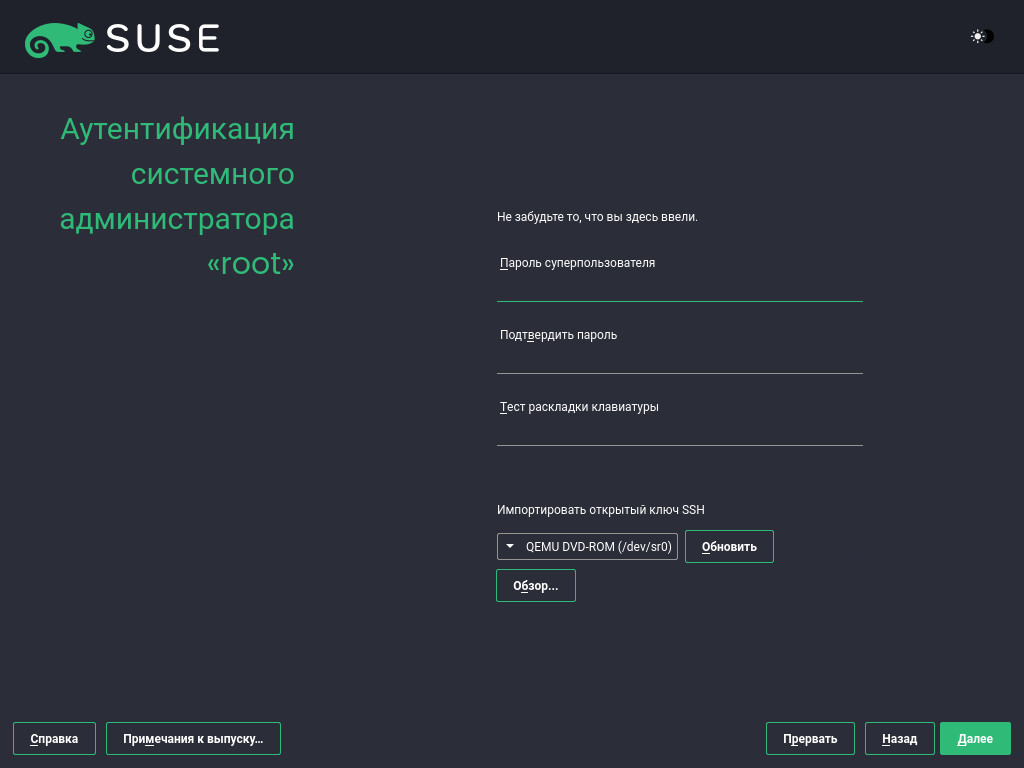 SUSE
Аутентификация
системного
администратора
«root»
Не забудьте то, что вы здесь ввели.
Пароль суперпользователя
Подтвердить пароль
Тест раскладки клавиатуры
Импортировать открытый ключ SSH
QEMU DVD-ROM (/dev/sr0) Обновить
Обзор...
Справка Примечания к выпуску... Прервать Назад Далее